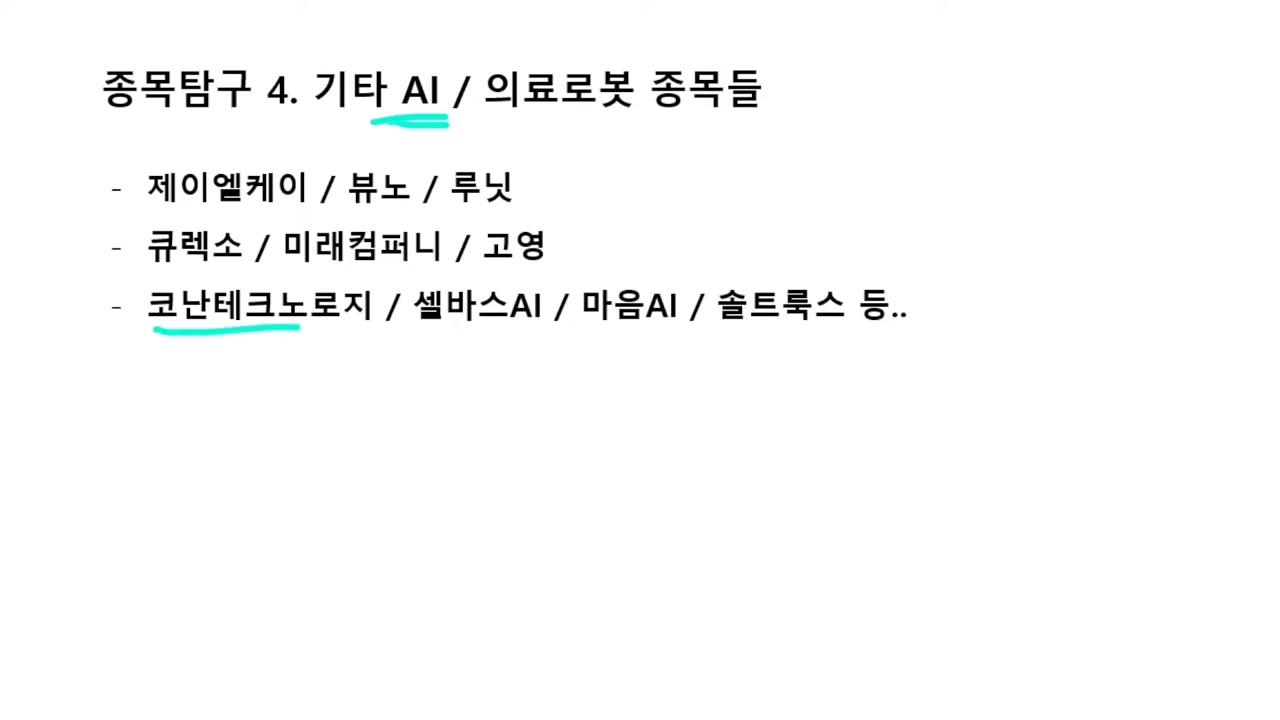 종목탐구 4. 기타 AI / 의료로봇 종목들
- 제이엘케이 / 뷰노 / 루닛
- 큐렉소 / 미래컴퍼니 / 고영
- 코난테크노로지 / 셀바스AI / 마음AI / 솔트룩스 등..